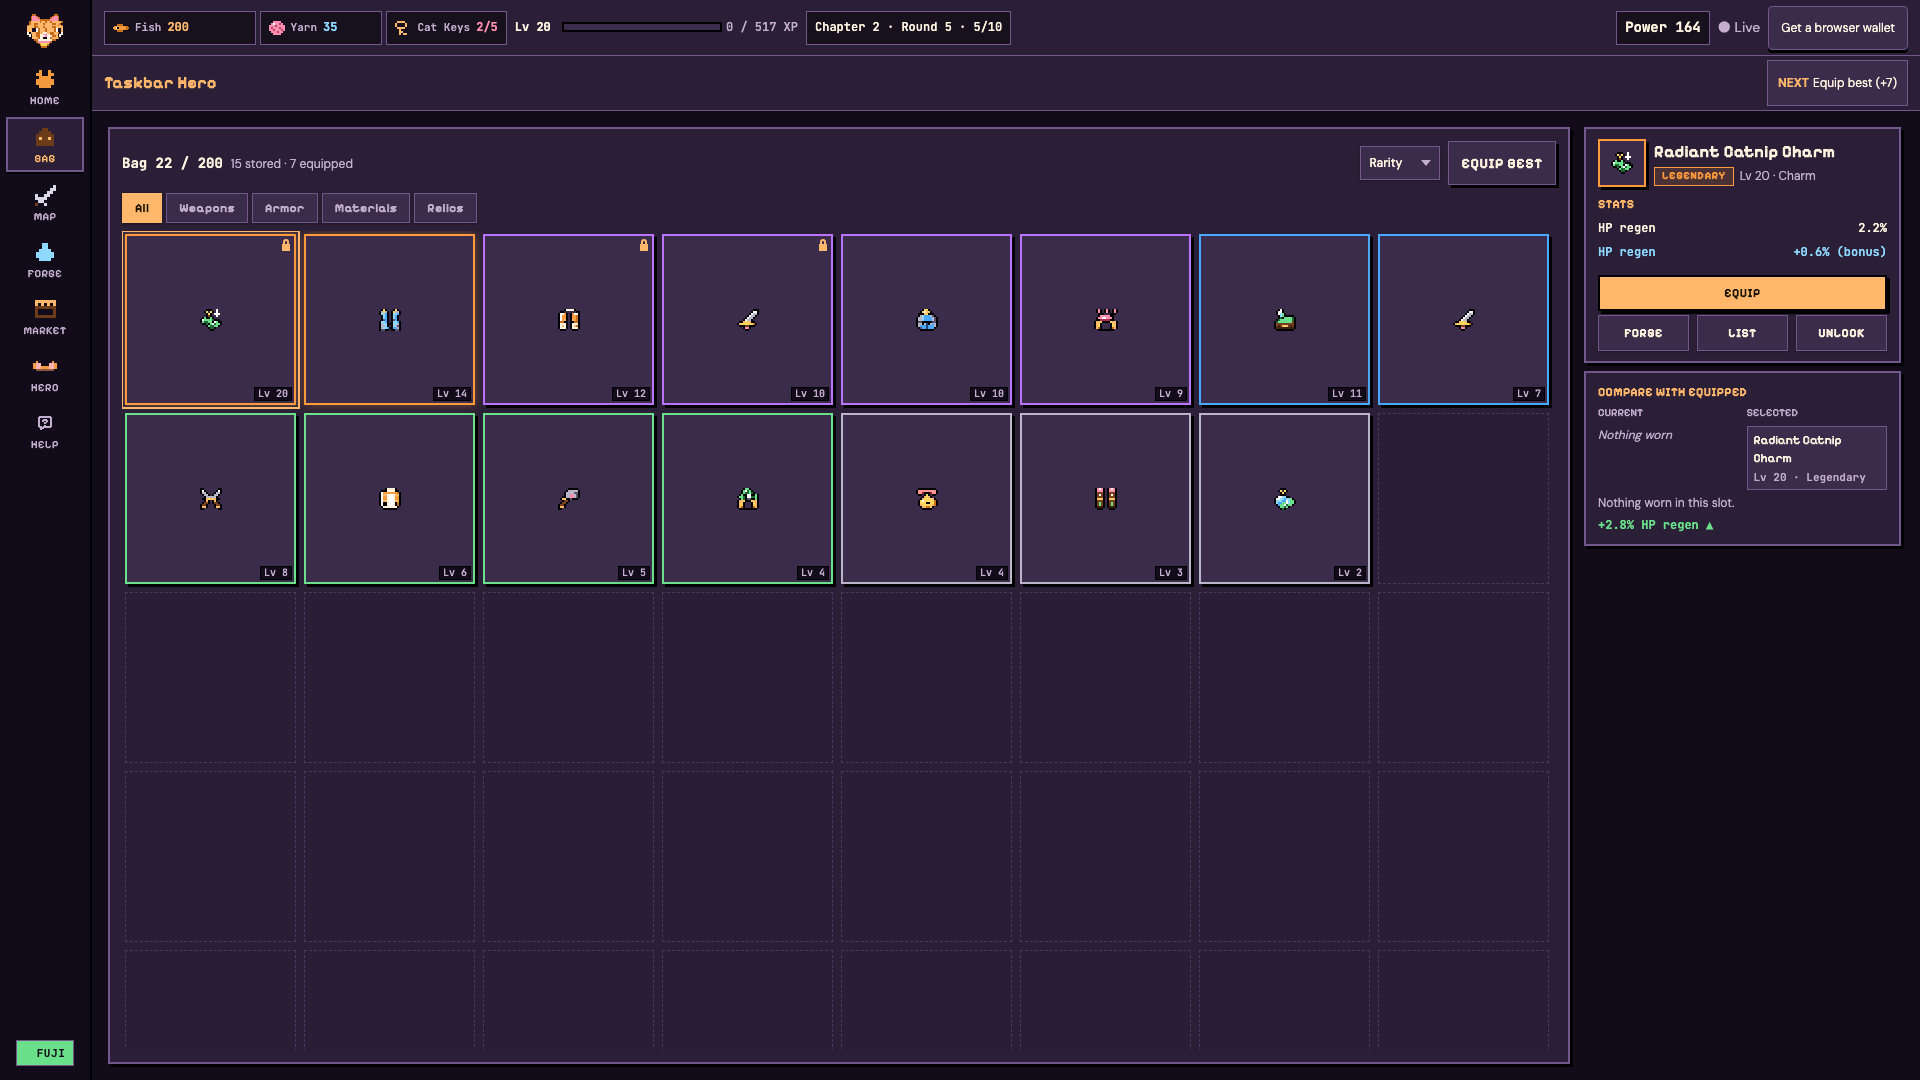 Fish 200
Yarn 35
Cat Keys 2/5
Lv 20
0 / 517 XP
Chapter 2 · Round 5 · 5/10
Power 164
Live
Get a browser wallet
HOME
BAG
MAP
FORGE
MARKET
HERO
HELP
FUJI
Taskbar Hero
NEXT Equip best (+7)
Bag 22 / 200 15 stored · 7 equipped
Rarity
EQUIP BEST
All
Weapons
Armor
Materials
Relics
Lv 20
Lv 14
Lv 12
Lv 10
Lv 10
Lv 9
Lv 11
Lv 7
Lv 8
Lv 6
Lv 5
Lv 4
Lv 4
Lv 3
Lv 2
Radiant Catnip Charm
LEGENDARY Lv 20 · Charm
STATS
HP regen 2.2%
HP regen +0.6% (bonus)
EQUIP
FORGE
LIST
UNLOCK
COMPARE WITH EQUIPPED
CURRENT
Nothing worn
SELECTED
Radiant Catnip
Charm
Lv 20 · Legendary
Nothing worn in this slot.
+2.8% HP regen ▲